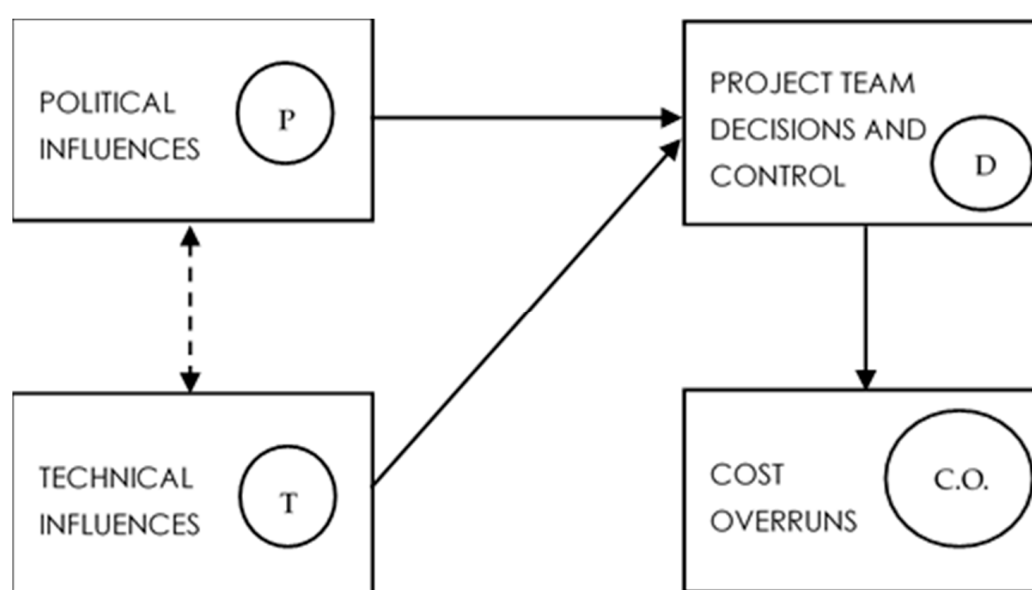 POLITICAL
INFLUENCES
P
PROJECT TEAM
DECISIONS AND
CONTROL
D
TECHNICAL
INFLUENCES
T
COST
OVERRUNS
C.O.